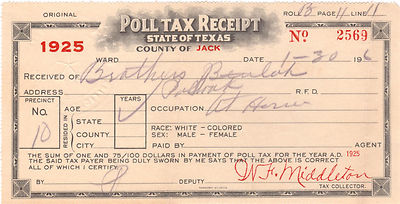 ORIGINAL POLL TAX RECEIPT ROLL B PAGE 11 LINE 1
STATE OF TEXAS
1925 COUNTY OF JACK No 2569
WARD DATE 1-30 1926
RECEIVED OF Brothers Beulah
ADDRESS R.F.D.
PRECINCT No. 10 RESIDED IN AGE YEARS OCCUPATION At Home
STATE RACE: WHITE - COLORED
COUNTY SEX: MALE - FEMALE
CITY PAID BY AGENT
THE SUM OF ONE AND 75/100 DOLLARS IN PAYMENT OF POLL TAX FOR THE YEAR A.D. 1925
THE SAID TAX PAYER BEING DULY SWORN BY ME SAYS THAT THE ABOVE IS CORRECT
ALL OF WHICH I CERTIFY. W.H. Middleton
BY DEPUTY TAX COLLECTOR.